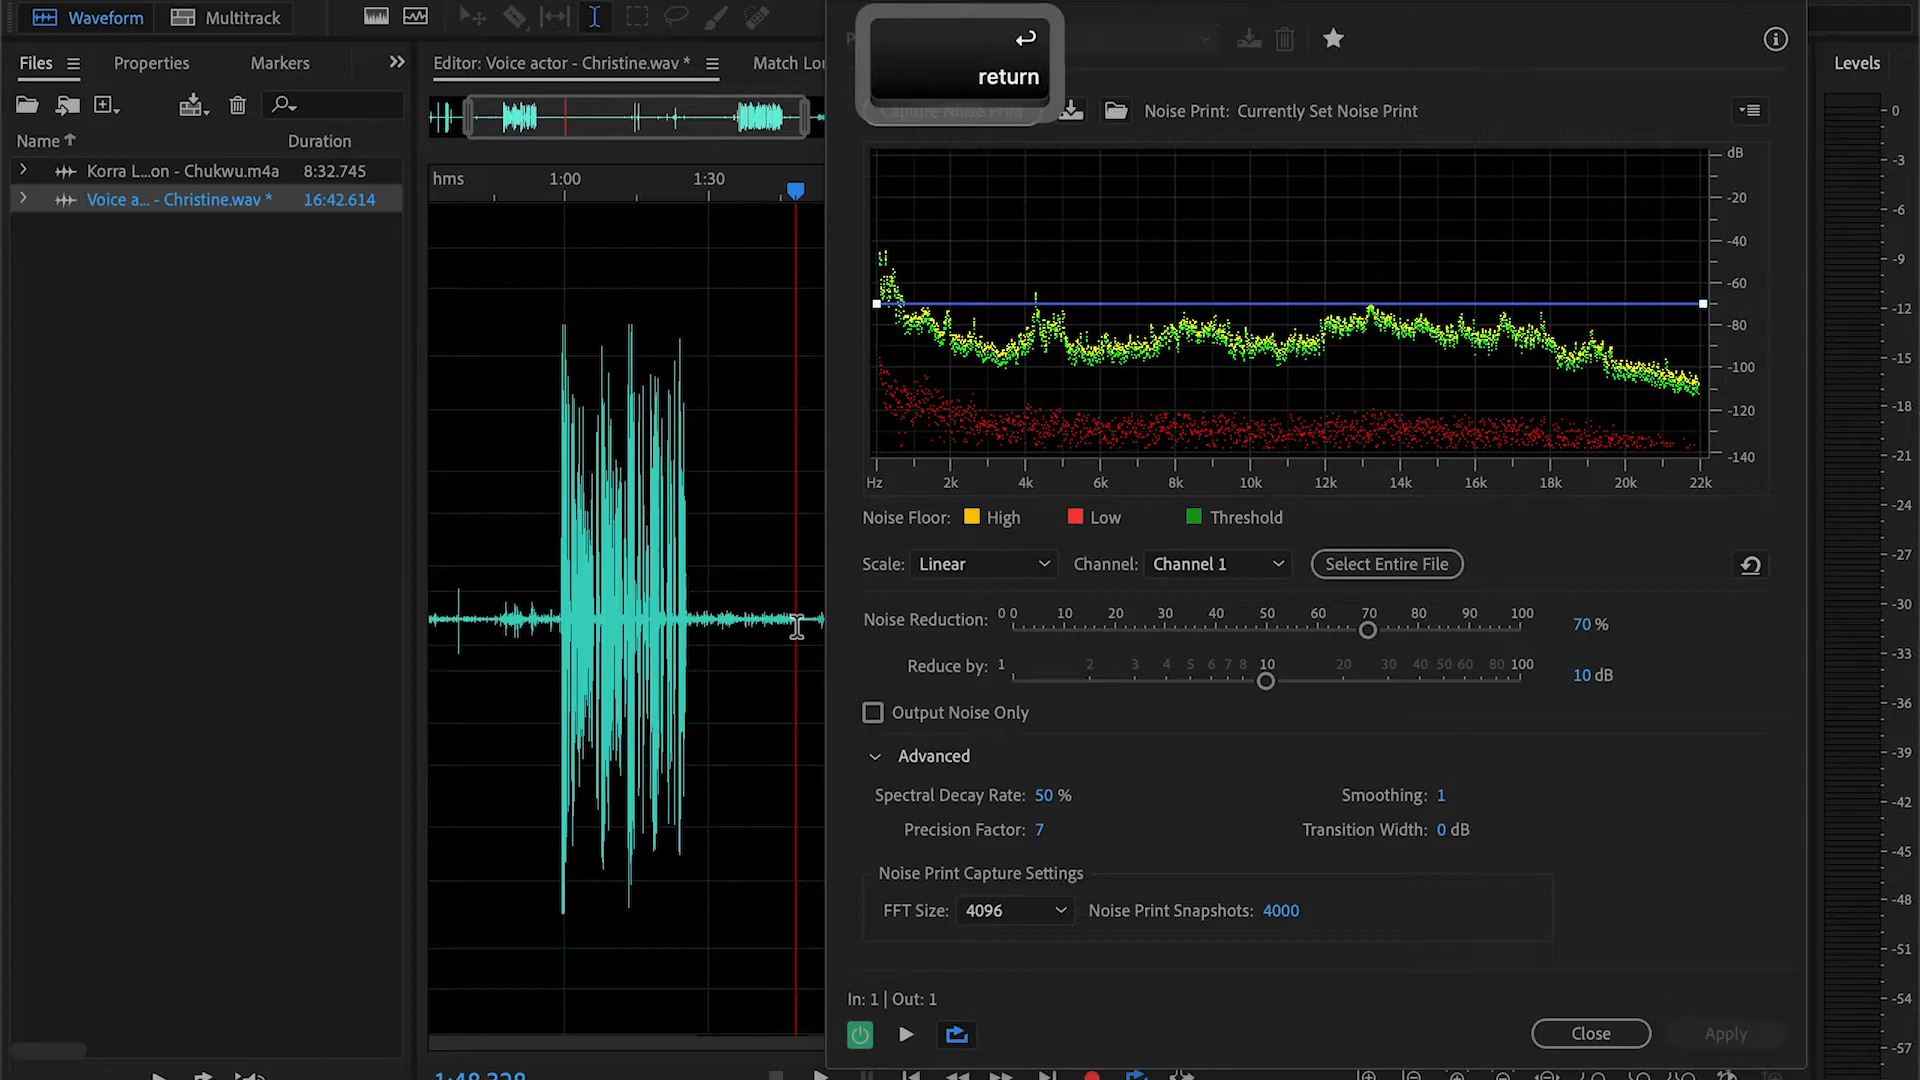 Waveform
Multitrack
return
Files
Properties
Markers
Editor: Voice actor - Christine.wav *
Match Lou
Levels
Capture Noise Print
Noise Print: Currently Set Noise Print
Name
Duration
Korra L...on - Chukwu.m4a 8:32.745
Voice a... - Christine.wav * 16:42.614
hms 1:00 1:30
dB
-20
-40
-60
-80
-100
-120
-140
Hz 2k 4k 6k 8k 10k 12k 14k 16k 18k 20k 22k
Noise Floor: High Low Threshold
Scale: Linear Channel: Channel 1 Select Entire File
Noise Reduction: 0 0 10 20 30 40 50 60 70 80 90 100 70 %
Reduce by: 1 2 3 4 5 6 7 8 10 20 30 40 50 60 80 100 10 dB
Output Noise Only
Advanced
Spectral Decay Rate: 50 % Smoothing: 1
Precision Factor: 7 Transition Width: 0 dB
Noise Print Capture Settings
FFT Size: 4096 Noise Print Snapshots: 4000
In: 1 | Out: 1
Close Apply
1:48.328
0
-3
-6
-9
-12
-15
-18
-21
-24
-27
-30
-33
-36
-39
-42
-45
-48
-51
-54
-57